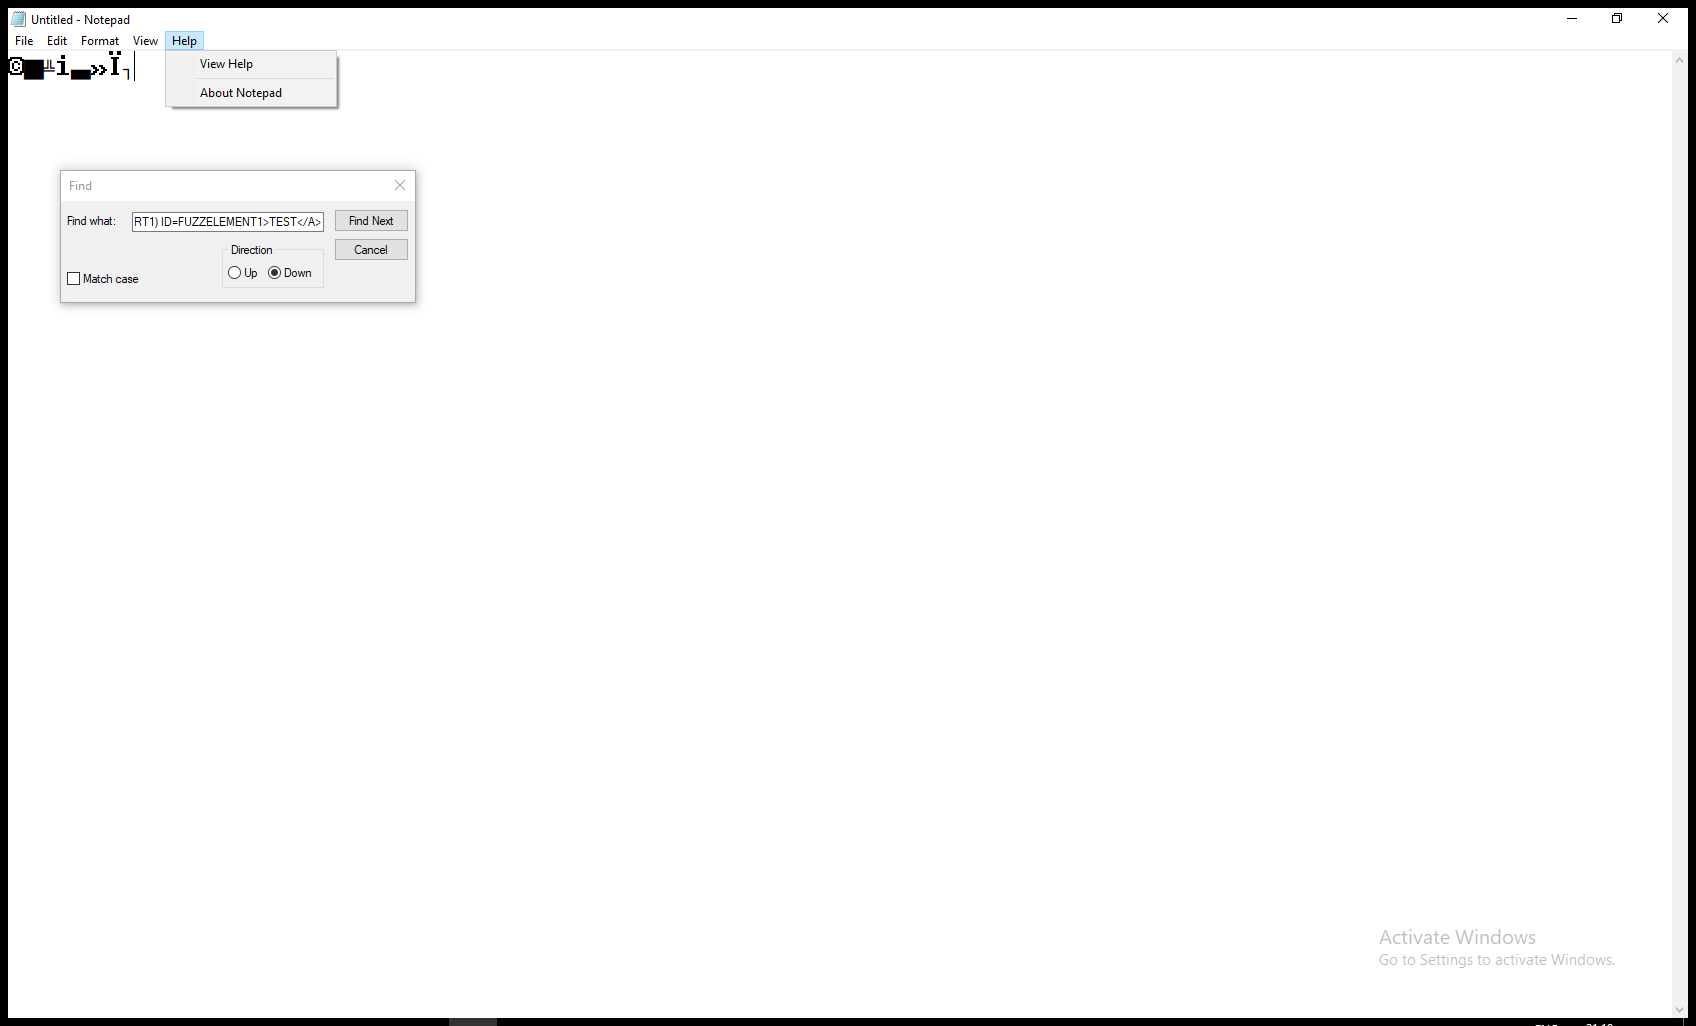 Untitled - Notepad
File Edit Format View Help
©▆╩i▃»Ï┐
View Help
About Notepad
Find
Find what: RT1) ID=FUZZELEMENT1>TEST</A> Find Next
Direction Cancel
Up Down
Match case
Activate Windows
Go to Settings to activate Windows.